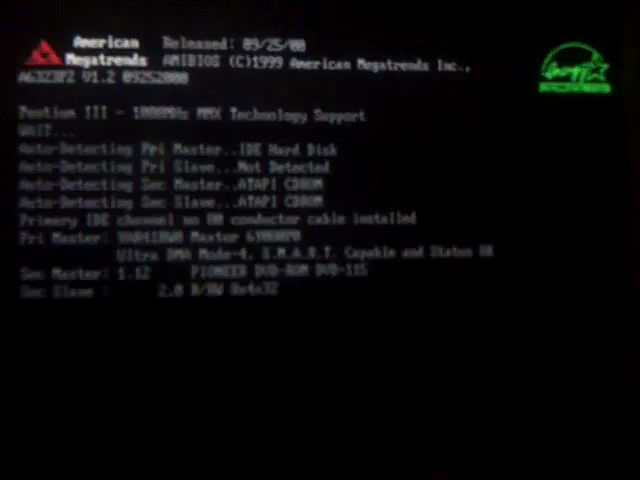 American Released: 09/25/00
Megatrends AMIBIOS (C)1999 American Megatrends Inc.,
A6323P2 V1.2 09252000
Pentium III - 1000MHz MMX Technology Support
WAIT...
Auto-Detecting Pri Master..IDE Hard Disk
Auto-Detecting Pri Slave...Not Detected
Auto-Detecting Sec Master..ATAPI CDROM
Auto-Detecting Sec Slave...ATAPI CDROM
Primary IDE channel no 80 conductor cable installed
Pri Master: Maxtor
Ultra DMA Mode-4, S.M.A.R.T. Capable and Status OK
Sec Master: 1.12 PIONEER DVD-ROM DVD-115
Sec Slave : 2.0 R/RW 8x4x32